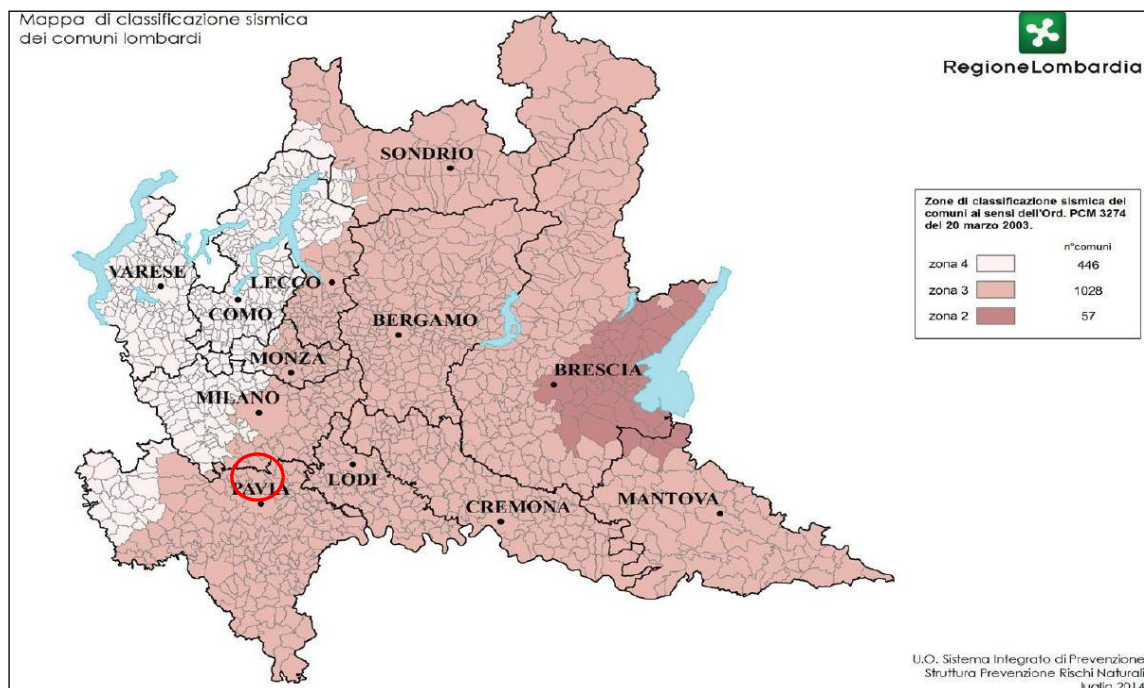 Mappa di classificazione sismica
dei comuni lombardi
RegioneLombardia
SONDRIO
VARESE
LECCO
COMO
BERGAMO
MONZA
BRESCIA
MILANO
LODI
PAVIA
CREMONA
MANTOVA
Zone di classificazione sismica dei
comuni ai sensi dell'Ord. PCM 3274
del 20 marzo 2003.
n°comuni
zona 4 446
zona 3 1028
zona 2 57
U.O. Sistema Integrato di Prevenzione
Struttura Prevenzione Rischi Naturali
luglio 2014